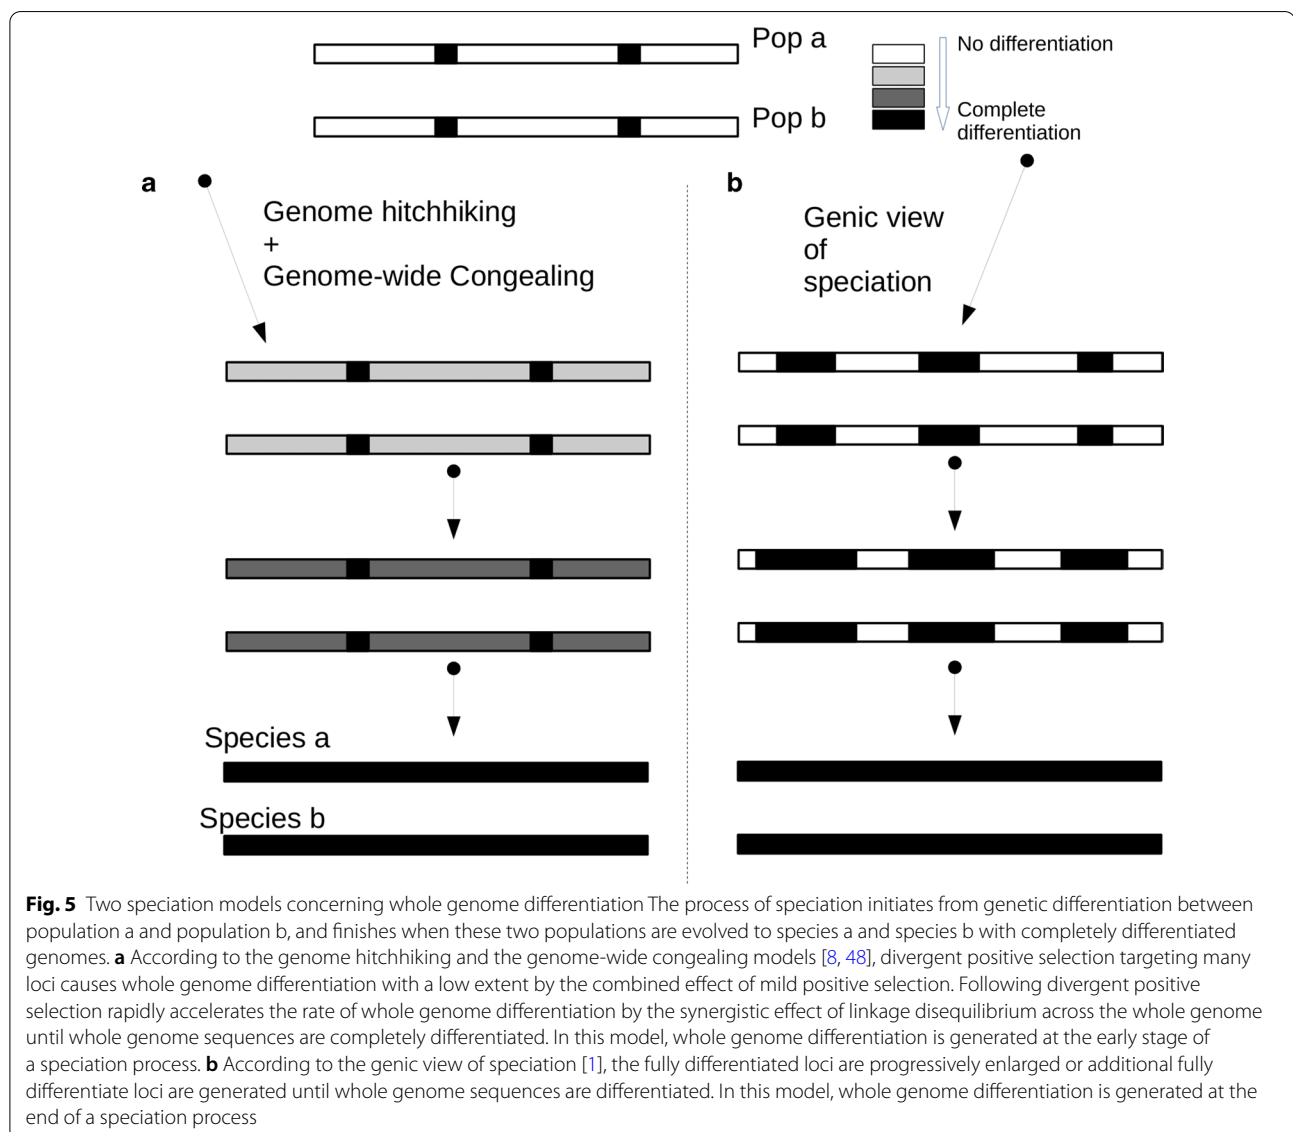 Pop a
No differentiation
Pop b
Complete
differentiation
a
Genome hitchhiking
+
Genome-wide Congealing
b
Genic view
of
speciation
Species a
Species b
Fig. 5 Two speciation models concerning whole genome differentiation The process of speciation initiates from genetic differentiation between
population a and population b, and finishes when these two populations are evolved to species a and species b with completely differentiated
genomes. a According to the genome hitchhiking and the genome-wide congealing models [8, 48], divergent positive selection targeting many
loci causes whole genome differentiation with a low extent by the combined effect of mild positive selection. Following divergent positive
selection rapidly accelerates the rate of whole genome differentiation by the synergistic effect of linkage disequilibrium across the whole genome
until whole genome sequences are completely differentiated. In this model, whole genome differentiation is generated at the early stage of
a speciation process. b According to the genic view of speciation [1], the fully differentiated loci are progressively enlarged or additional fully
differentiate loci are generated until whole genome sequences are differentiated. In this model, whole genome differentiation is generated at the
end of a speciation process